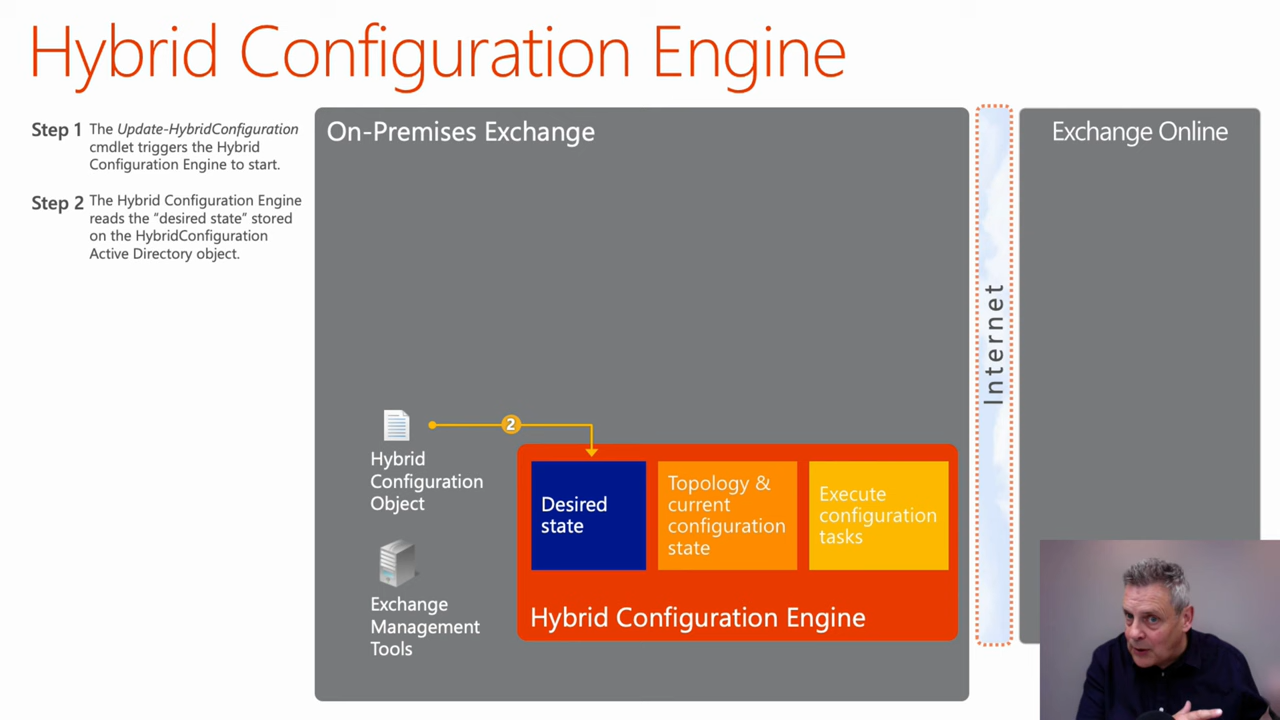 Hybrid Configuration Engine
Step 1 The Update-HybridConfiguration
cmdlet triggers the Hybrid
Configuration Engine to start.
Step 2 The Hybrid Configuration Engine
reads the “desired state” stored
on the HybridConfiguration
Active Directory object.
On-Premises Exchange
2
Hybrid
Configuration
Object
Exchange
Management
Tools
Desired
state
Topology &
current
configuration
state
Execute
configuration
tasks
Hybrid Configuration Engine
Internet
Exchange Online